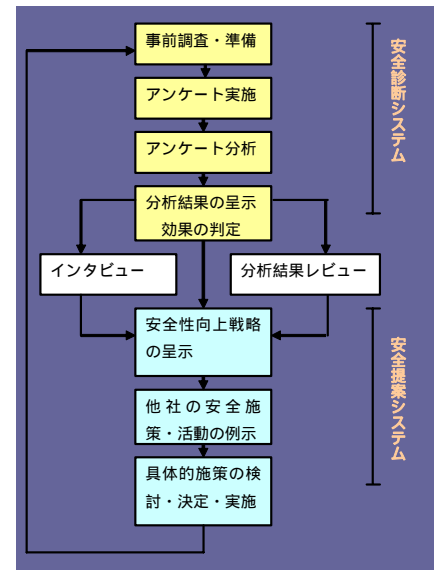 事前調査・準備
アンケート実施
アンケート分析
分析結果の呈示
効果の判定
インタビュー
分析結果レビュー
安全性向上戦略
の呈示
他社の安全施
策・活動の例示
具体的施策の検
討・決定・実施
安全診断システム
安全提案システム